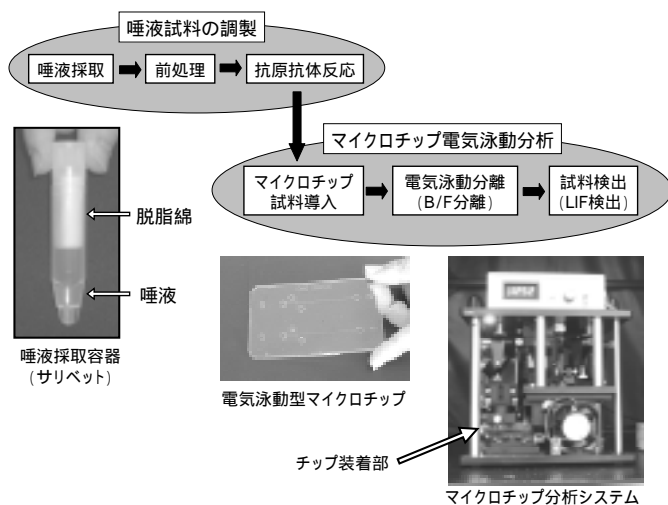 唾液試料の調製
唾液採取
前処理
抗原抗体反応
マイクロチップ電気泳動分析
マイクロチップ
試料導入
電気泳動分離
(B/F分離)
試料検出
(LIF検出)
脱脂綿
唾液
唾液採取容器
(サリベット)
電気泳動型マイクロチップ
チップ装着部
マイクロチップ分析システム